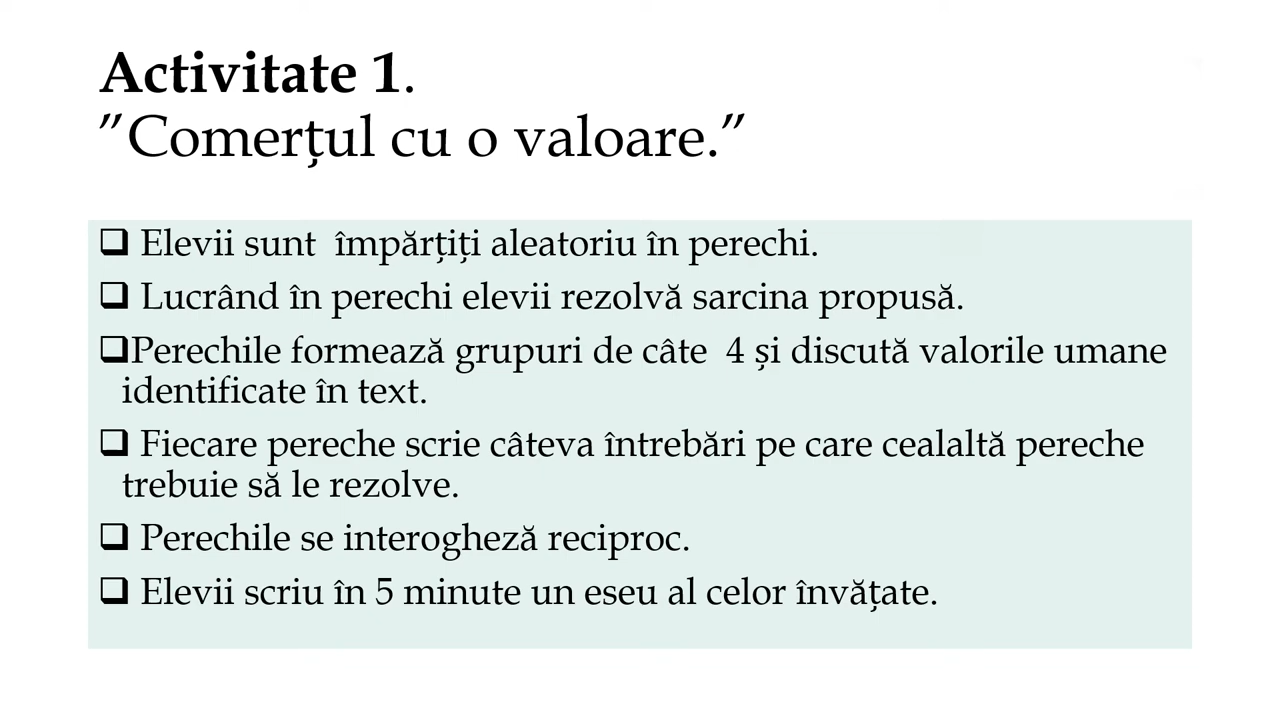 Activitate 1.
”Comerțul cu o valoare.”
❑ Elevii sunt împărțiți aleatoriu în perechi.
❑ Lucrând în perechi elevii rezolvă sarcina propusă.
❑Perechile formează grupuri de câte 4 și discută valorile umane
identificate în text.
❑ Fiecare pereche scrie câteva întrebări pe care cealaltă pereche
trebuie să le rezolve.
❑ Perechile se interogheză reciproc.
❑ Elevii scriu în 5 minute un eseu al celor învățate.